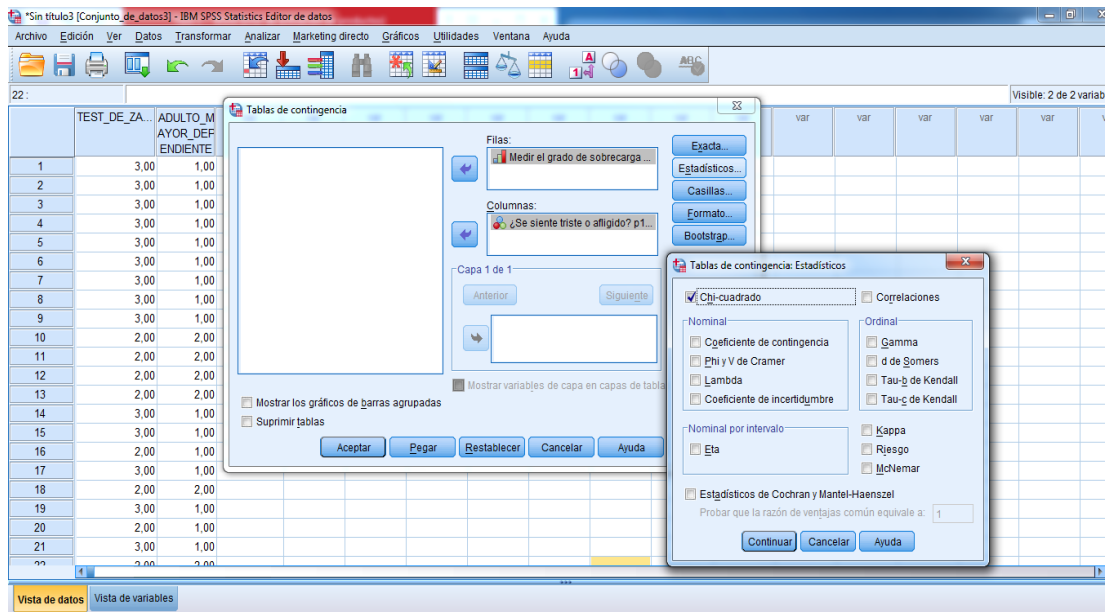 *Sin título3 [Conjunto_de_datos3] - IBM SPSS Statistics Editor de datos
Archivo Edición Ver Datos Transformar Analizar Marketing directo Gráficos Utilidades Ventana Ayuda
22 :
Visible: 2 de 2 variab
TEST_DE_ZA... ADULTO_M
AYOR_DEP
ENDIENTE
var var var var var
1 3,00 1,00
2 3,00 1,00
3 3,00 1,00
4 3,00 1,00
5 3,00 1,00
6 3,00 1,00
7 3,00 1,00
8 3,00 1,00
9 3,00 1,00
10 2,00 2,00
11 2,00 2,00
12 2,00 2,00
13 2,00 2,00
14 3,00 1,00
15 3,00 1,00
16 2,00 1,00
17 3,00 1,00
18 2,00 2,00
19 3,00 1,00
20 2,00 1,00
21 3,00 1,00
Tablas de contingencia
Filas:
Medir el grado de sobrecarga ...
Columnas:
¿Se siente triste o afligido? p1...
Capa 1 de 1
Anterior Siguiente
Mostrar variables de capa en capas de tabla
Mostrar los gráficos de barras agrupadas
Suprimir tablas
Aceptar Pegar Restablecer Cancelar Ayuda
Exacta...
Estadísticos...
Casillas...
Formato...
Bootstrap...
Tablas de contingencia: Estadísticos
Chi-cuadrado Correlaciones
Nominal
Coeficiente de contingencia
Phi y V de Cramer
Lambda
Coeficiente de incertidumbre
Ordinal
Gamma
d de Somers
Tau-b de Kendall
Tau-c de Kendall
Nominal por intervalo
Eta
Kappa
Riesgo
McNemar
Estadísticos de Cochran y Mantel-Haenszel
Probar que la razón de ventajas común equivale a: 1
Continuar Cancelar Ayuda
Vista de datos Vista de variables